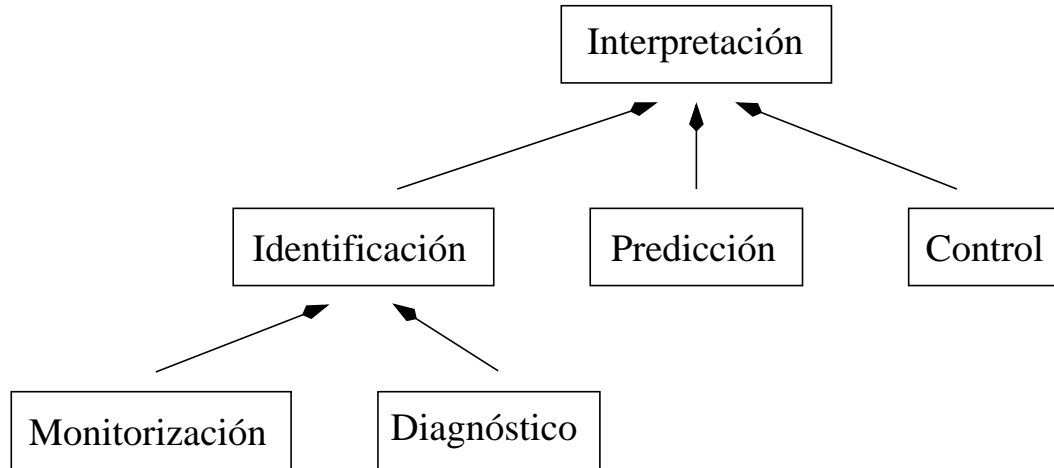 Interpretación
Identificación
Predicción
Control
Monitorización
Diagnóstico